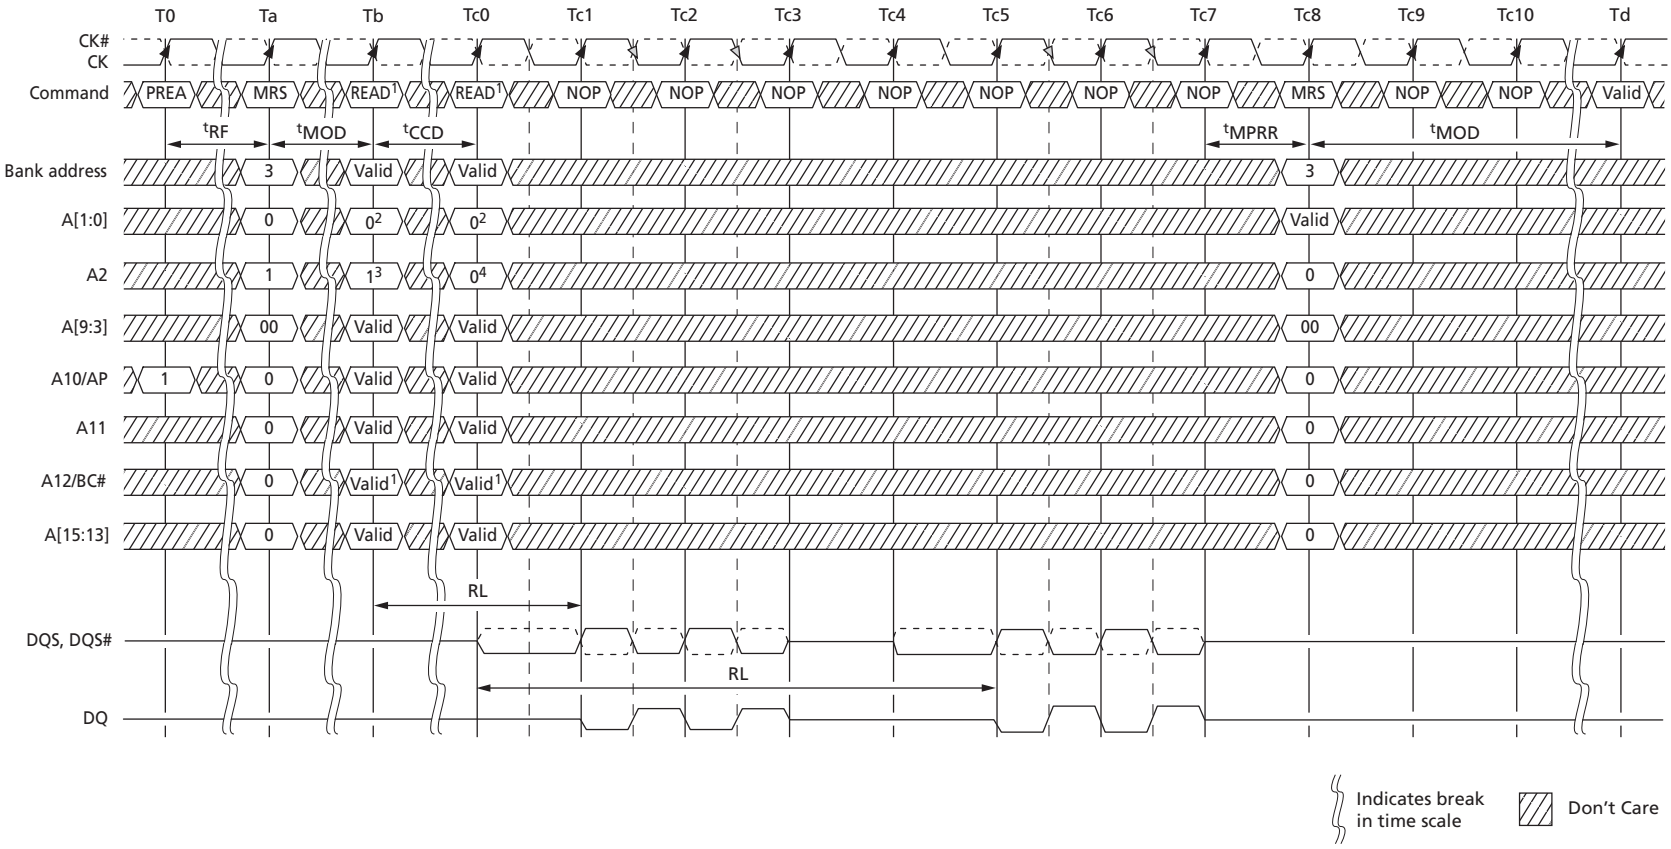 T0 Ta Tb Tc0 Tc1 Tc2 Tc3 Tc4 Tc5 Tc6 Tc7 Tc8 Tc9 Tc10 Td
CK#
CK
Command PREA MRS READ1 READ1 NOP NOP NOP NOP NOP NOP NOP MRS NOP NOP Valid
tRF tMOD tCCD tMPRR tMOD
Bank address 3 Valid Valid 3
A[1:0] 0 02 02 Valid
A2 1 13 04 0
A[9:3] 00 Valid Valid 00
A10/AP 1 0 Valid Valid 0
A11 0 Valid Valid 0
A12/BC# 0 Valid1 Valid1 0
A[15:13] 0 Valid Valid 0
RL
DQS, DQS#
RL
DQ
Indicates break
in time scale
Don't Care